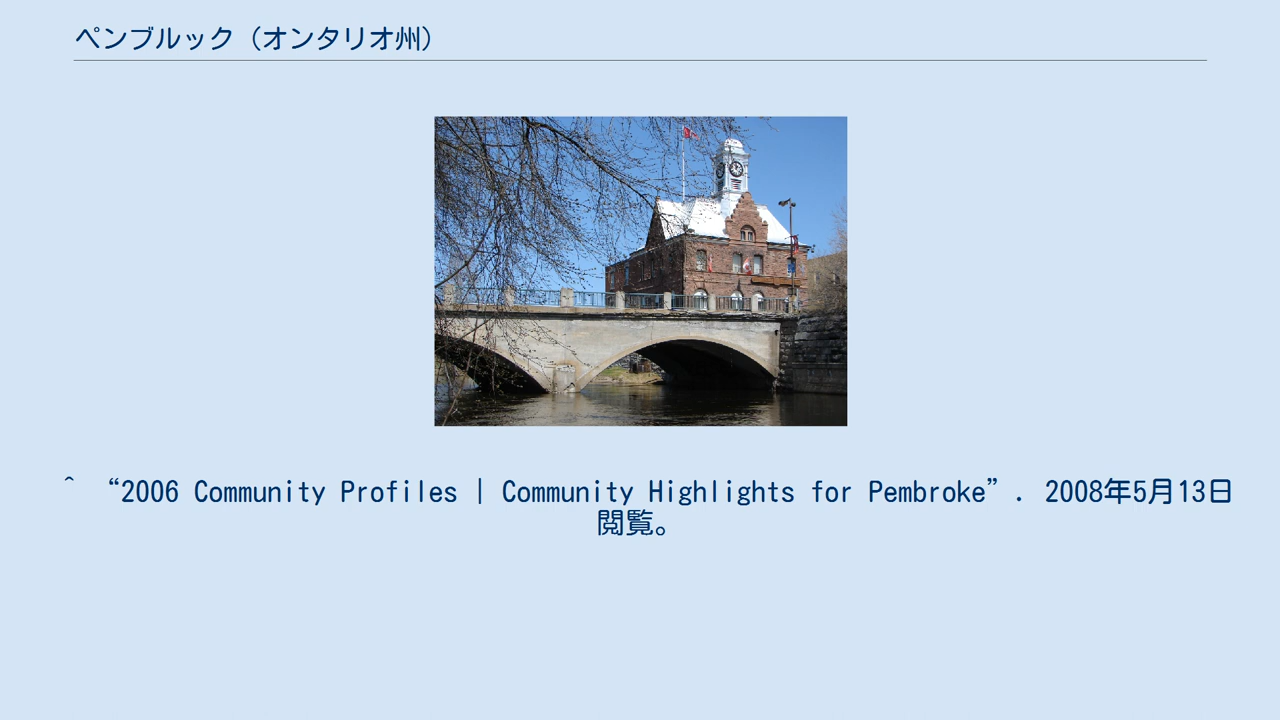 ペンブルック（オンタリオ州）
^ “2006 Community Profiles | Community Highlights for Pembroke”. 2008年5月13日
閲覧。